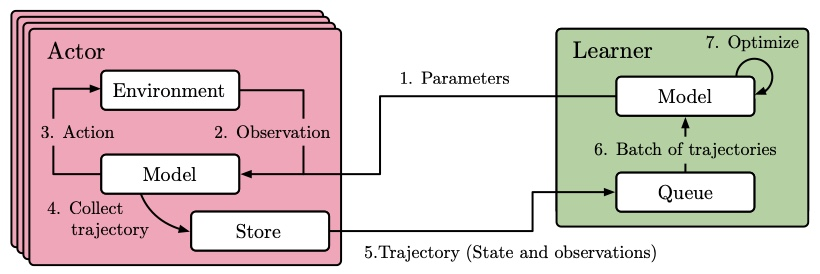 Actor
Environment
3. Action
2. Observation
Model
4. Collect
trajectory
Store
1. Parameters
5.Trajectory (State and observations)
Learner
7. Optimize
Model
6. Batch of trajectories
Queue